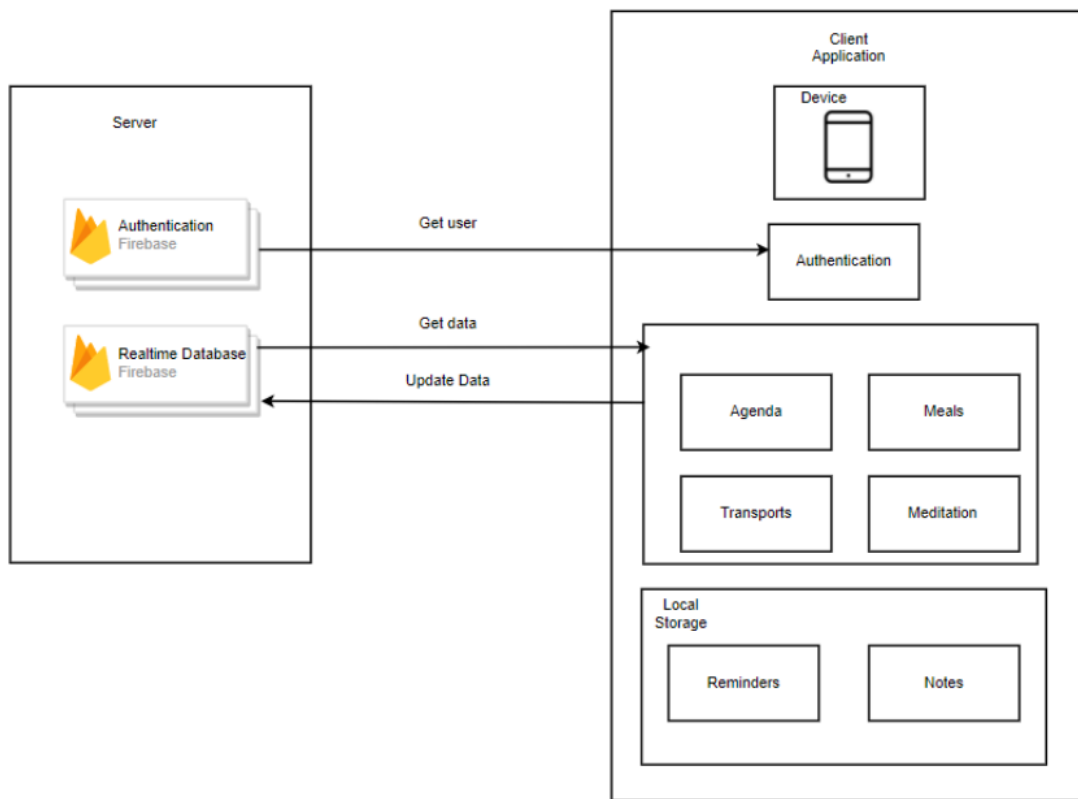 Server
Authentication
Firebase
Realtime Database
Firebase
Get user
Get data
Update Data
Client
Application
Device
Authentication
Agenda
Meals
Transports
Meditation
Local
Storage
Reminders
Notes